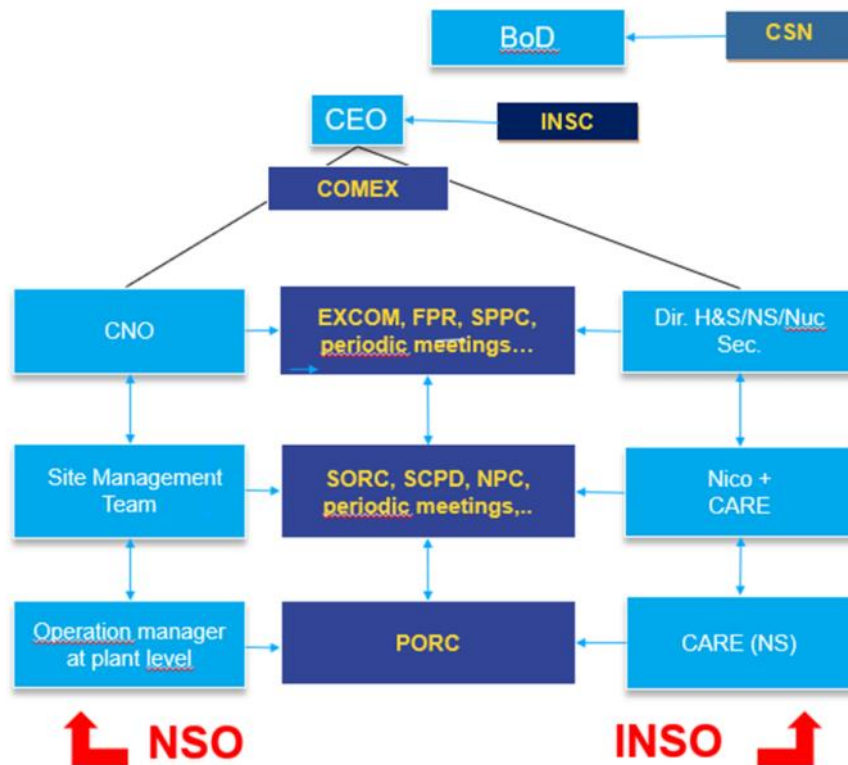 BoD
CSN
CEO
INSC
COMEX
CNO
EXCOM, FPR, SPPC,
periodic meetings…
Dir. H&S/NS/Nuc
Sec.
Site Management
Team
SORC, SCPD, NPC,
periodic meetings,..
Nico +
CARE
Operation manager
at plant level
PORC
CARE (NS)
NSO
INSO